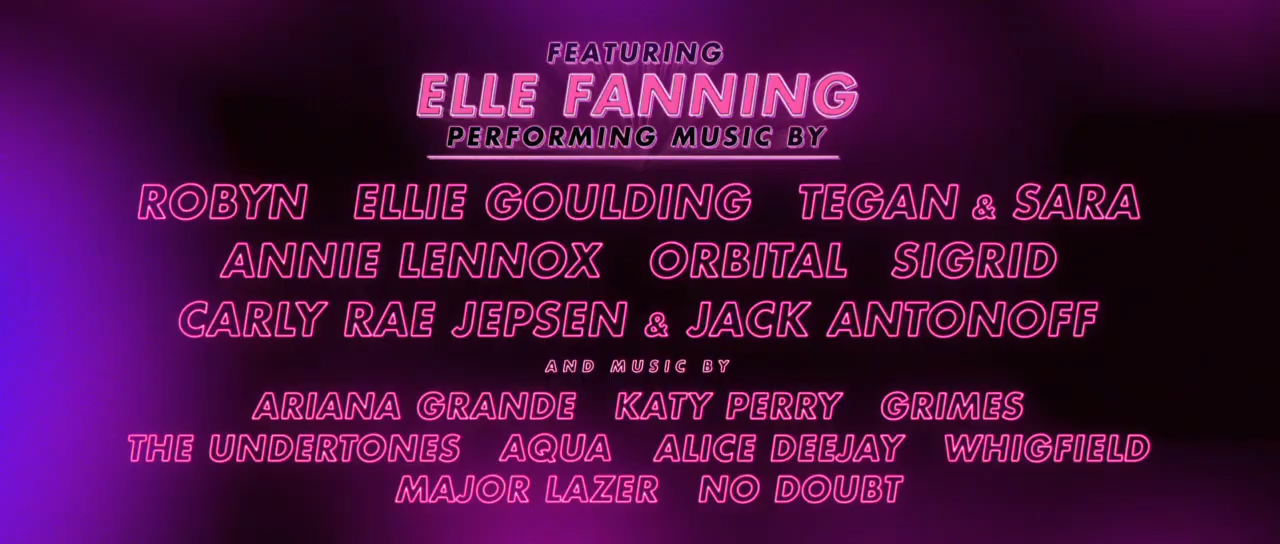 FEATURING
ELLE FANNING
PERFORMING MUSIC BY
ROBYN ELLIE GOULDING TEGAN & SARA
ANNIE LENNOX ORBITAL SIGRID
CARLY RAE JEPSEN & JACK ANTONOFF
AND MUSIC BY
ARIANA GRANDE KATY PERRY GRIMES
THE UNDERTONES AQUA ALICE DEEJAY WHIGFIELD
MAJOR LAZER NO DOUBT